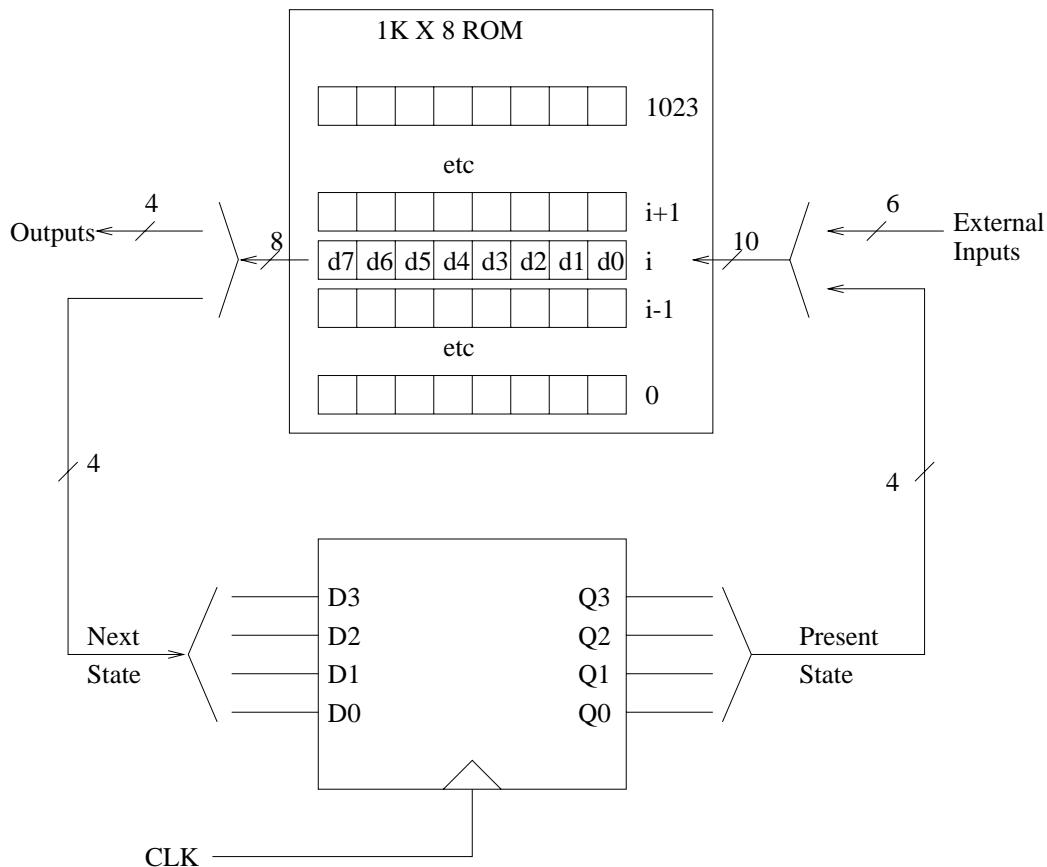 1K X 8 ROM
1023
etc
i+1
d7 d6 d5 d4 d3 d2 d1 d0 i
i-1
etc
0
4
Outputs
8
10
6
External
Inputs
4
4
D3
D2
D1
D0
Q3
Q2
Q1
Q0
Next
State
Present
State
CLK